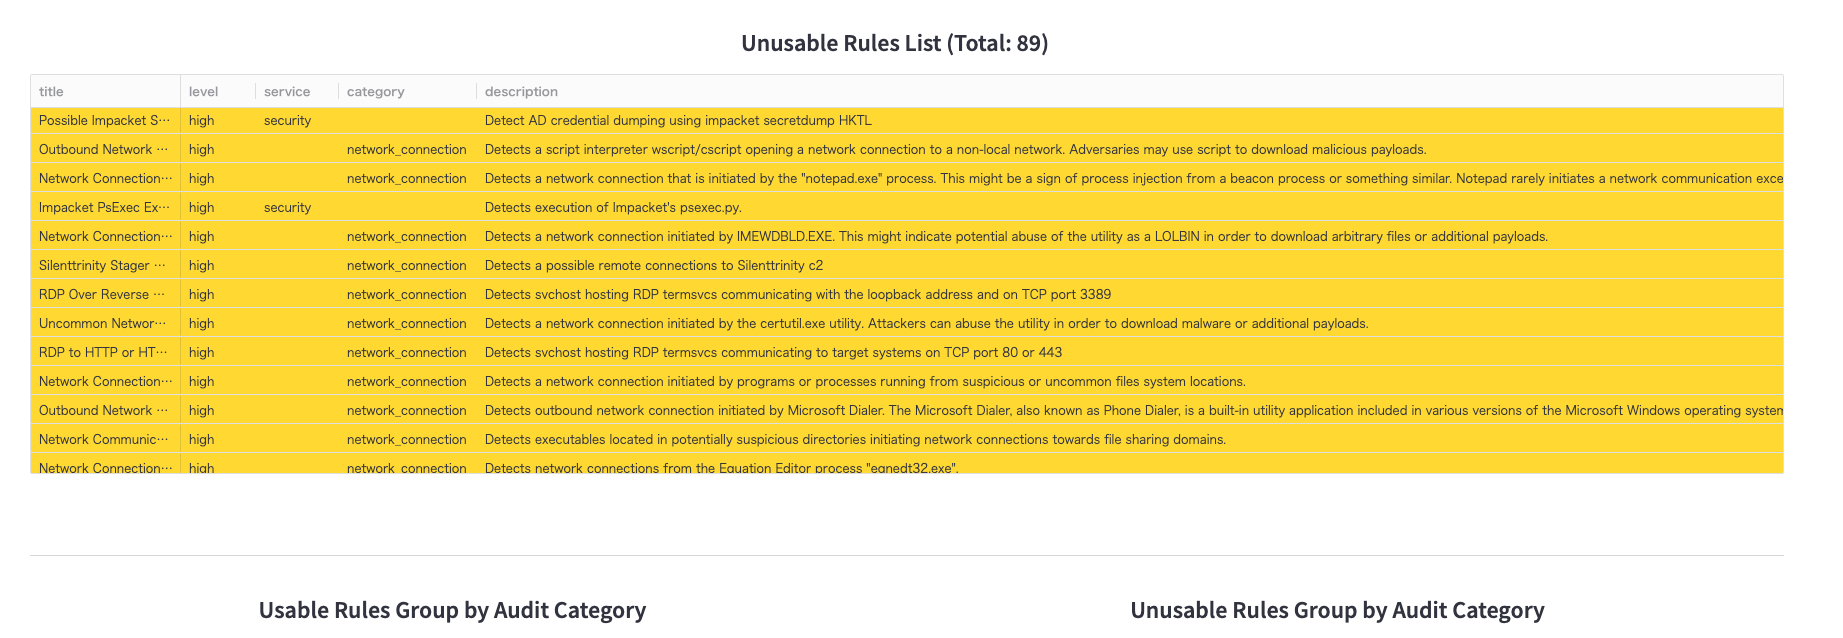 Unusable Rules List (Total: 89)
title level service category description
Possible Impacket S··· high security Detect AD credential dumping using impacket secretdump HKTL
Outbound Network ··· high network_connection Detects a script interpreter wscript/cscript opening a network connection to a non-local network. Adversaries may use script to download malicious payloads.
Network Connection··· high network_connection Detects a network connection that is initiated by the "notepad.exe" process. This might be a sign of process injection from a beacon process or something similar. Notepad rarely initiates a network communication exce
Impacket PsExec Ex··· high security Detects execution of Impacket's psexec.py.
Network Connection··· high network_connection Detects a network connection initiated by IMEWDBLD.EXE. This might indicate potential abuse of the utility as a LOLBIN in order to download arbitrary files or additional payloads.
Silenttrinity Stager ··· high network_connection Detects a possible remote connections to Silenttrinity c2
RDP Over Reverse ··· high network_connection Detects svchost hosting RDP termsvcs communicating with the loopback address and on TCP port 3389
Uncommon Networ··· high network_connection Detects a network connection initiated by the certutil.exe utility. Attackers can abuse the utility in order to download malware or additional payloads.
RDP to HTTP or HT··· high network_connection Detects svchost hosting RDP termsvcs communicating to target systems on TCP port 80 or 443
Network Connection··· high network_connection Detects a network connection initiated by programs or processes running from suspicious or uncommon files system locations.
Outbound Network ··· high network_connection Detects outbound network connection initiated by Microsoft Dialer. The Microsoft Dialer, also known as Phone Dialer, is a built-in utility application included in various versions of the Microsoft Windows operating system
Network Communic··· high network_connection Detects executables located in potentially suspicious directories initiating network connections towards file sharing domains.
Network Connection··· high network_connection Detects network connections from the Equation Editor process "eqnedt32.exe".
Usable Rules Group by Audit Category
Unusable Rules Group by Audit Category